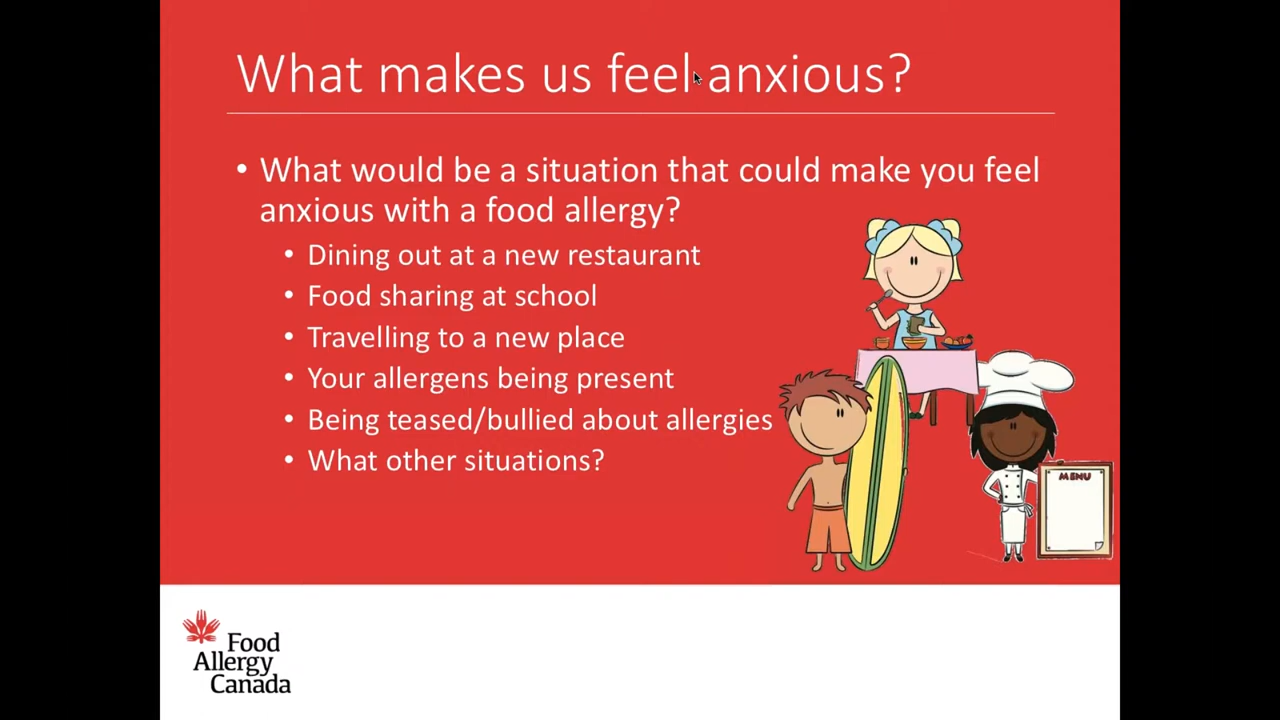 What makes us feel anxious?
• What would be a situation that could make you feel
anxious with a food allergy?
• Dining out at a new restaurant
• Food sharing at school
• Travelling to a new place
• Your allergens being present
• Being teased/bullied about allergies
• What other situations?
MENU
Food
Allergy
Canada